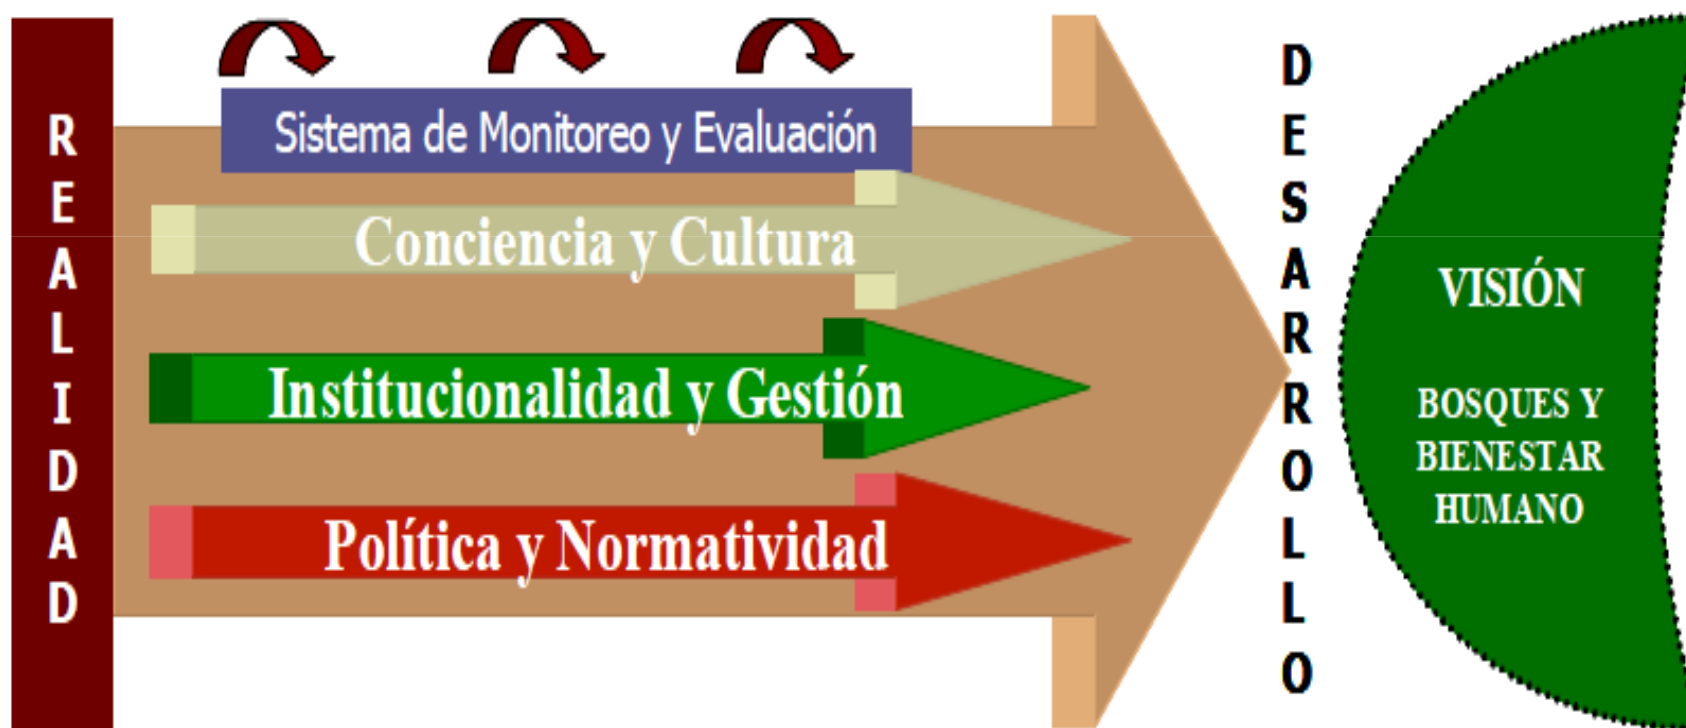 REALIDAD
Sistema de Monitoreo y Evaluación
Conciencia y Cultura
Institucionalidad y Gestión
Política y Normatividad
DESARROLLO
VISIÓN
BOSQUES Y
BIENESTAR
HUMANO